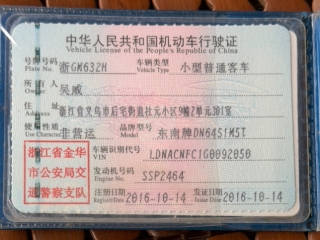 中华人民共和国机动车行驶证
Vehicle License of the People's Republic of China
号牌号码 Plate No. 浙GM632H 车辆类型 Vehicle Type 小型普通客车
所有人 Owner 吴威
住址 Address 浙江省义乌市后宅街道社元小区9幢2单元301室
使用性质 Use Character 非营运 品牌型号 Model 东南牌DN6451M5T
车辆识别代号 VIN LDNACNFC1G0092050
发动机号码 Engine No. SSP2464
注册日期 Register Date 2016-10-14 发证日期 Issue Date 2016-10-14
浙江省金华
市公安局交
通警察支队